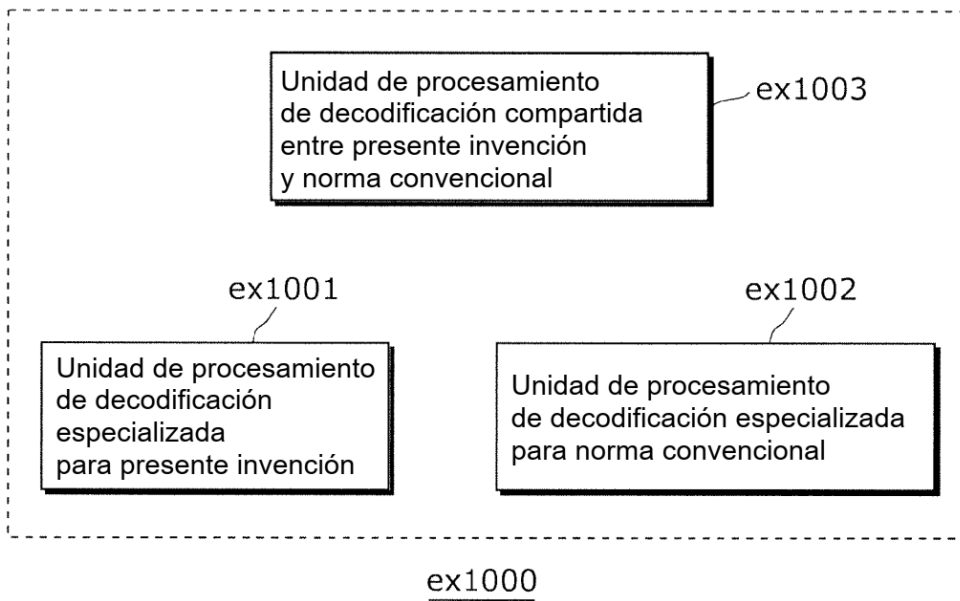 Unidad de procesamiento
de decodificación compartida
entre presente invención
y norma convencional
ex1003
ex1001
Unidad de procesamiento
de decodificación
especializada
para presente invención
ex1002
Unidad de procesamiento
de decodificación especializada
para norma convencional
ex1000